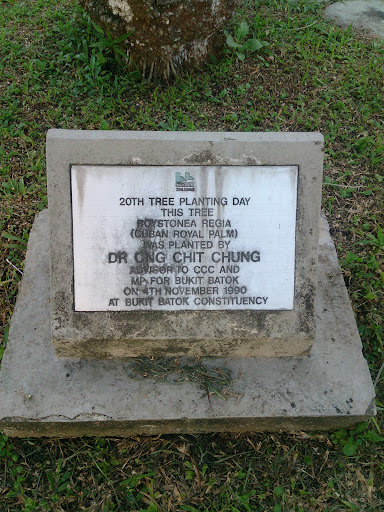 20TH TREE PLANTING DAY
THIS TREE
ROYSTONEA REGIA
(CUBAN ROYAL PALM)
WAS PLANTED BY
DR ONG CHIT CHUNG
ADVISOR TO CCC AND
MP FOR BUKIT BATOK
ON 4TH NOVEMBER 1990
AT BUKIT BATOK CONSTITUENCY